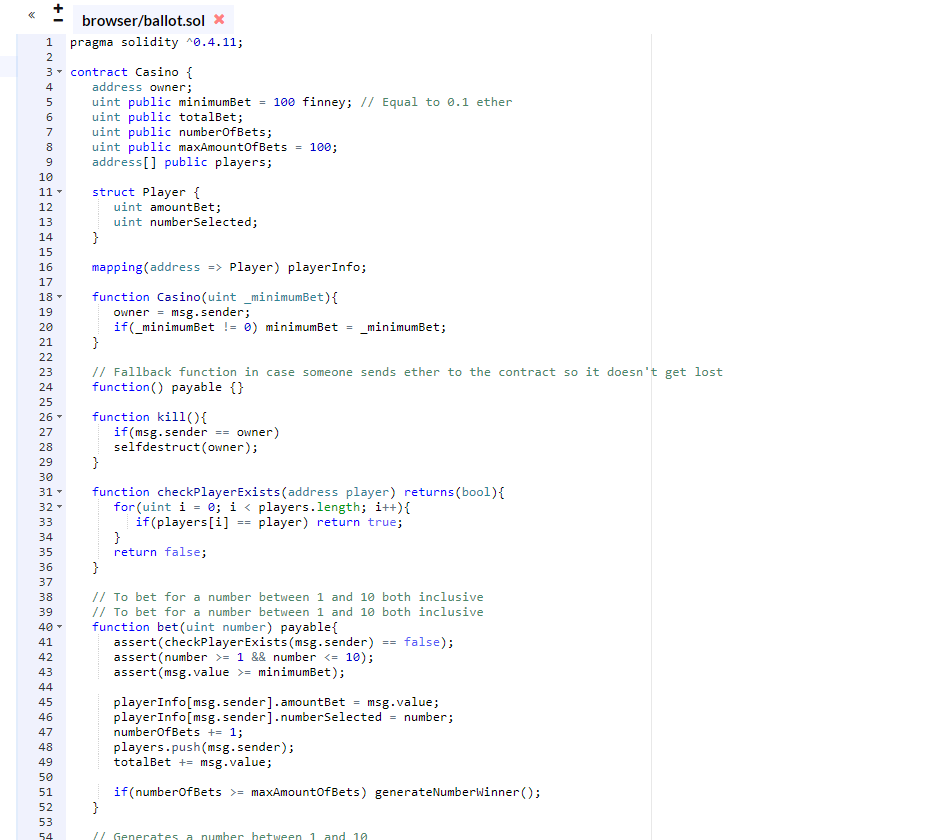 « + −
browser/ballot.sol ×
1 pragma solidity ^0.4.11;
2
3 contract Casino {
4 address owner;
5 uint public minimumBet = 100 finney; // Equal to 0.1 ether
6 uint public totalBet;
7 uint public numberOfBets;
8 uint public maxAmountOfBets = 100;
9 address[] public players;
10
11 struct Player {
12 uint amountBet;
13 uint numberSelected;
14 }
15
16 mapping(address => Player) playerInfo;
17
18 function Casino(uint _minimumBet){
19 owner = msg.sender;
20 if(_minimumBet != 0) minimumBet = _minimumBet;
21 }
22
23 // Fallback function in case someone sends ether to the contract so it doesn't get lost
24 function() payable {}
25
26 function kill(){
27 if(msg.sender == owner)
28 selfdestruct(owner);
29 }
30
31 function checkPlayerExists(address player) returns(bool){
32 for(uint i = 0; i < players.length; i++){
33 if(players[i] == player) return true;
34 }
35 return false;
36 }
37
38 // To bet for a number between 1 and 10 both inclusive
39 // To bet for a number between 1 and 10 both inclusive
40 function bet(uint number) payable{
41 assert(checkPlayerExists(msg.sender) == false);
42 assert(number >= 1 && number <= 10);
43 assert(msg.value >= minimumBet);
44
45 playerInfo[msg.sender].amountBet = msg.value;
46 playerInfo[msg.sender].numberSelected = number;
47 numberOfBets += 1;
48 players.push(msg.sender);
49 totalBet += msg.value;
50
51 if(numberOfBets >= maxAmountOfBets) generateNumberWinner();
52 }
53
54 // Generates a number between 1 and 10